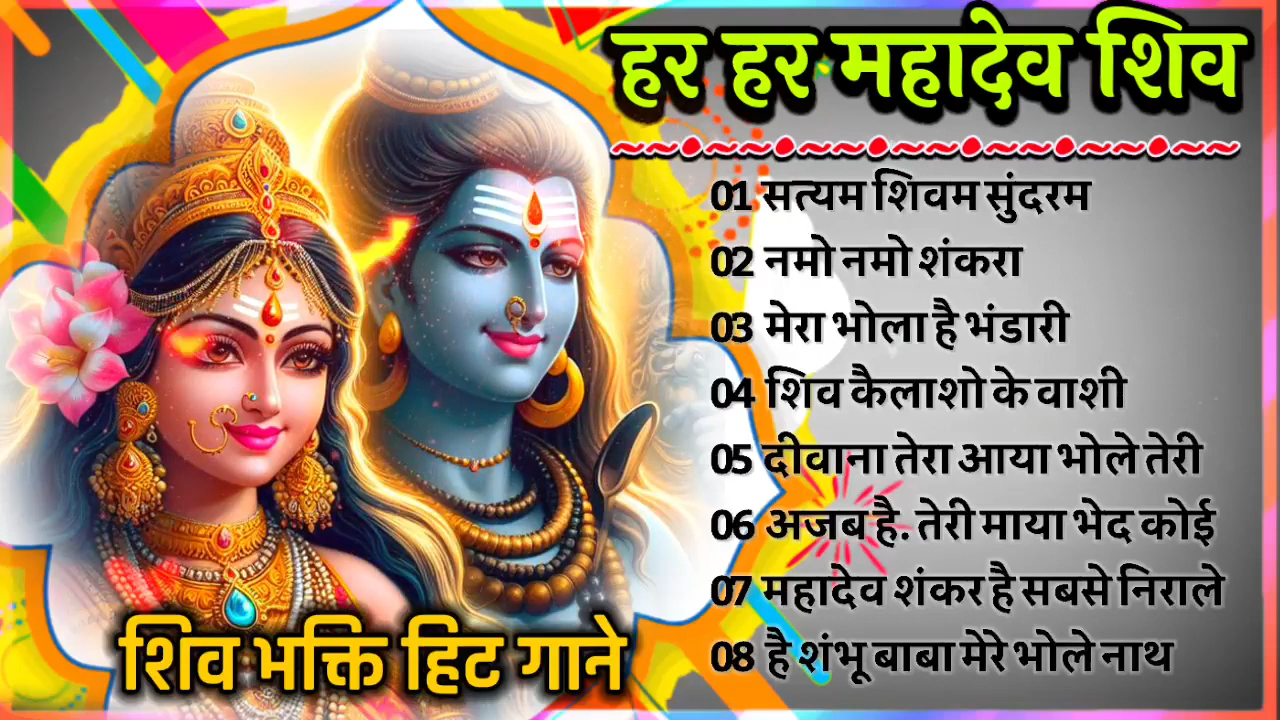 हर हर महादेव शिव
01 सत्यम शिवम सुंदरम
02 नमो नमो शंकरा
03 मेरा भोला है भंडारी
04 शिव कैलाशो के वाशी
05 दीवाना तेरा आया भोले तेरी
06 अजब है. तेरी माया भेद कोई
07 महादेव शंकर है सबसे निराले
08 है शंभू बाबा मेरे भोले नाथ
शिव भक्ति हिट गाने